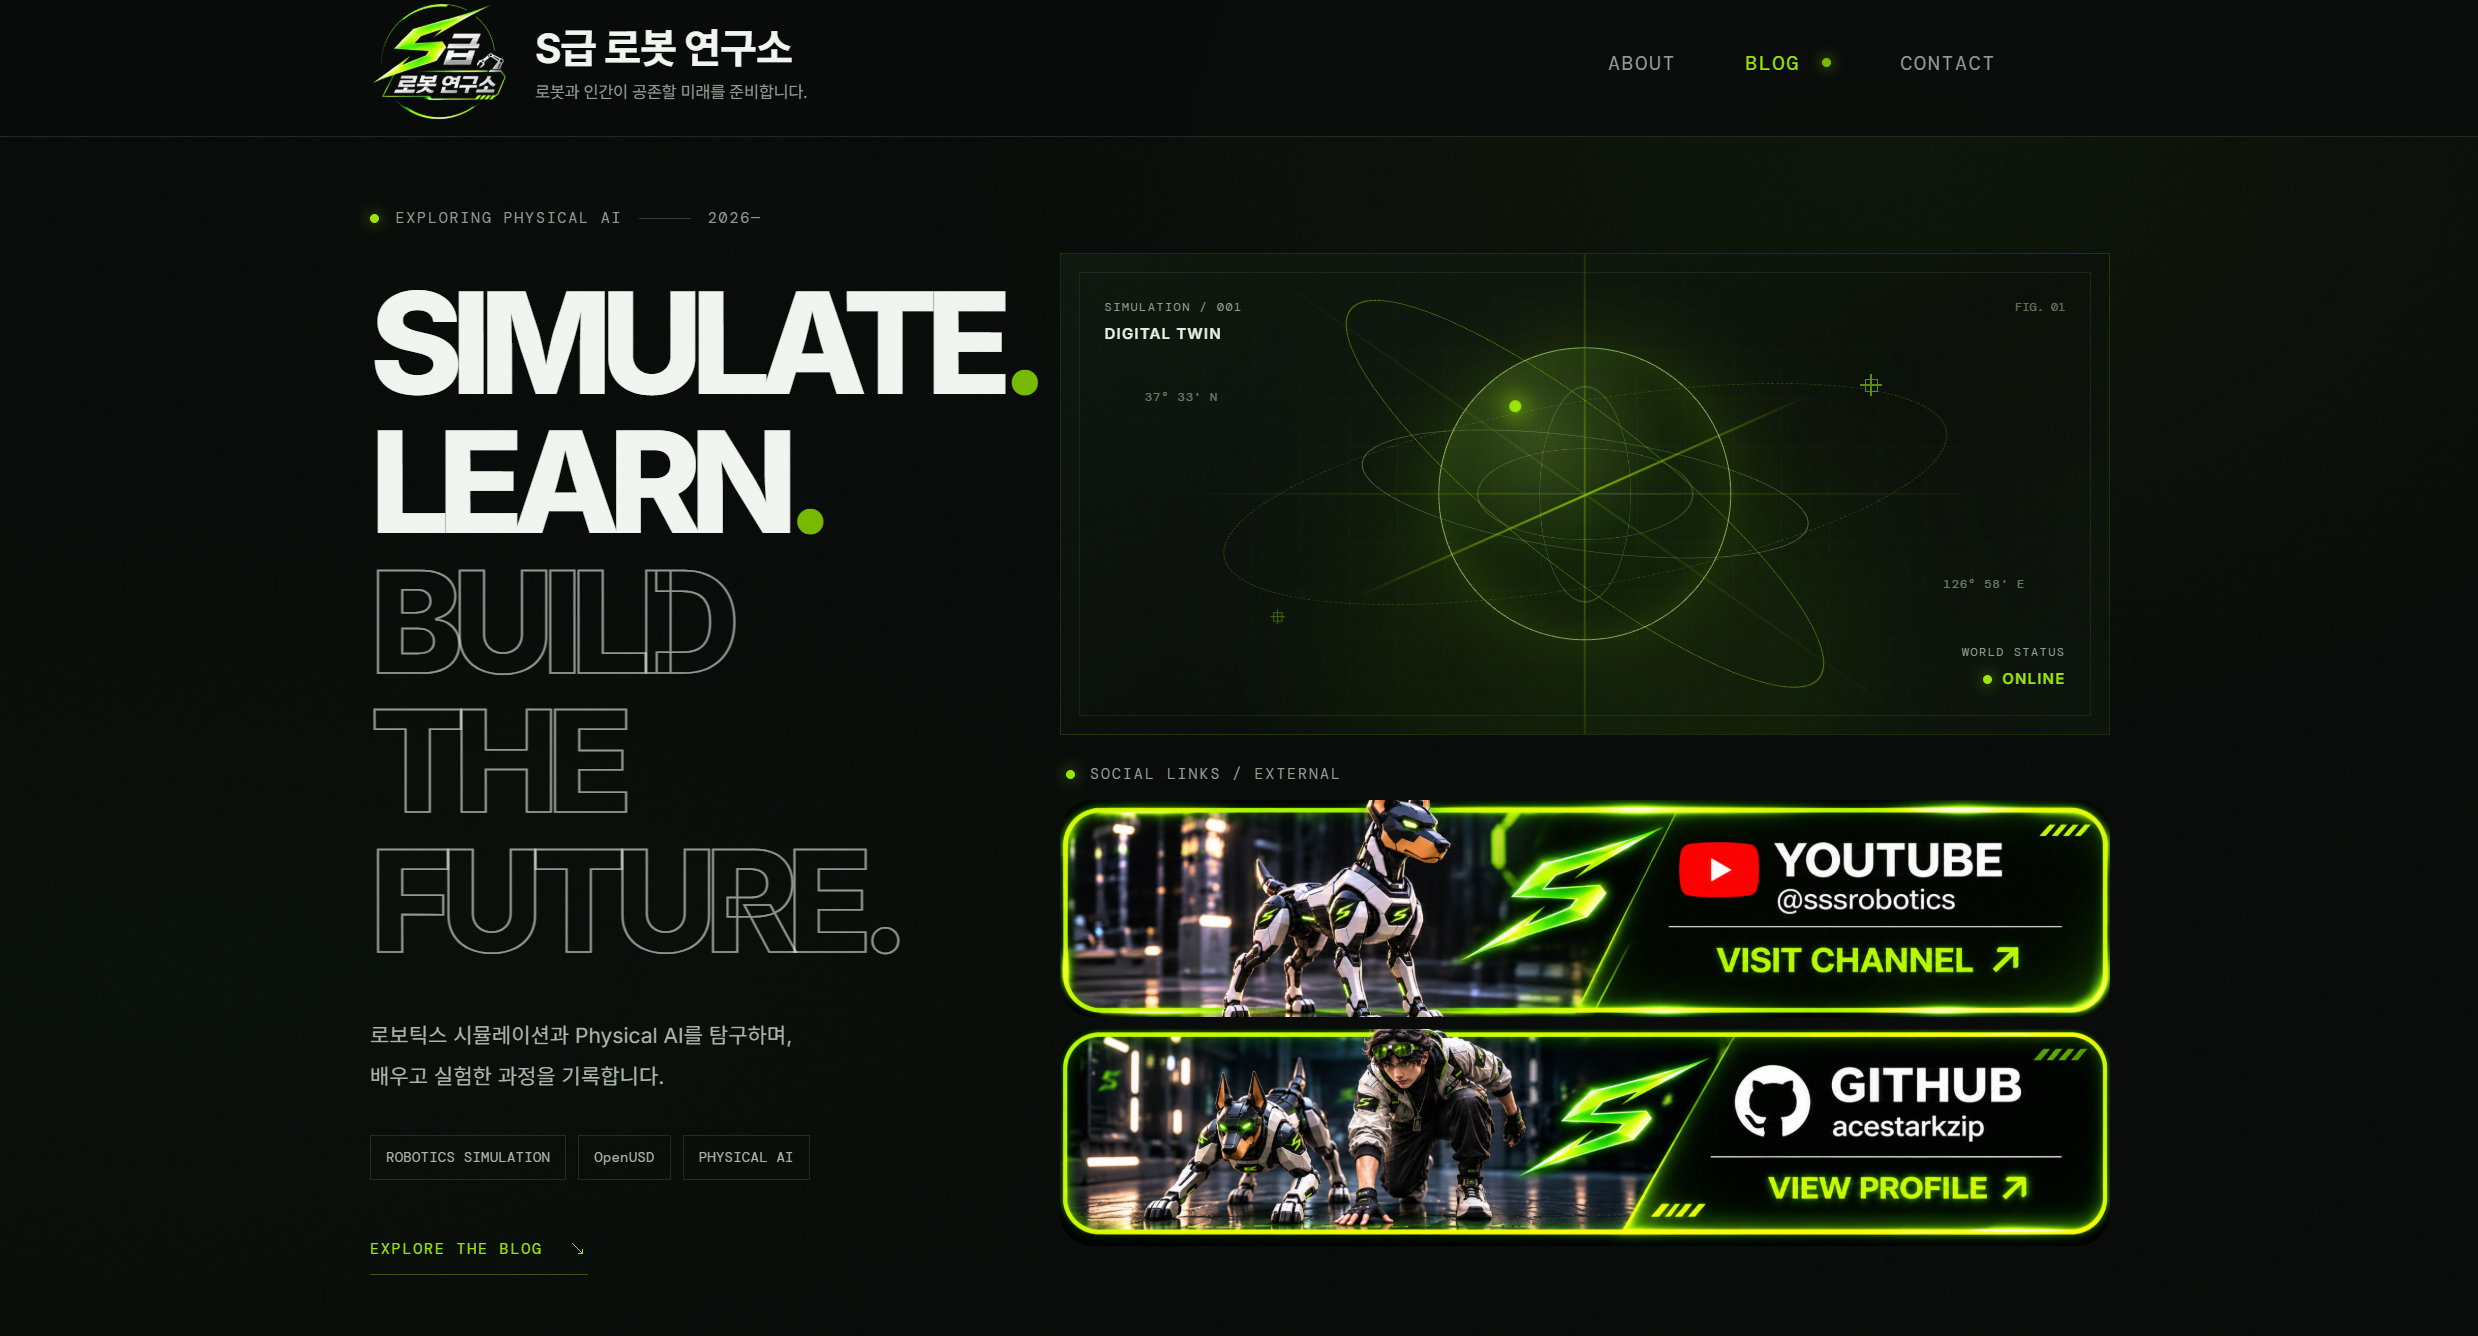 S급
로봇 연구소
S급 로봇 연구소
로봇과 인간이 공존할 미래를 준비합니다.
ABOUT
BLOG
CONTACT
EXPLORING PHYSICAL AI
2026—
SIMULATE.
LEARN.
BUILD
THE
FUTURE.
로보틱스 시뮬레이션과 Physical AI를 탐구하며,
배우고 실험한 과정을 기록합니다.
ROBOTICS SIMULATION
OpenUSD
PHYSICAL AI
EXPLORE THE BLOG ↘
SIMULATION / 001
DIGITAL TWIN
FIG. 01
37° 33' N
126° 58' E
WORLD STATUS
ONLINE
SOCIAL LINKS / EXTERNAL
S
YOUTUBE
@sssrobotics
VISIT CHANNEL ↗
S
GITHUB
acestarkzip
VIEW PROFILE ↗